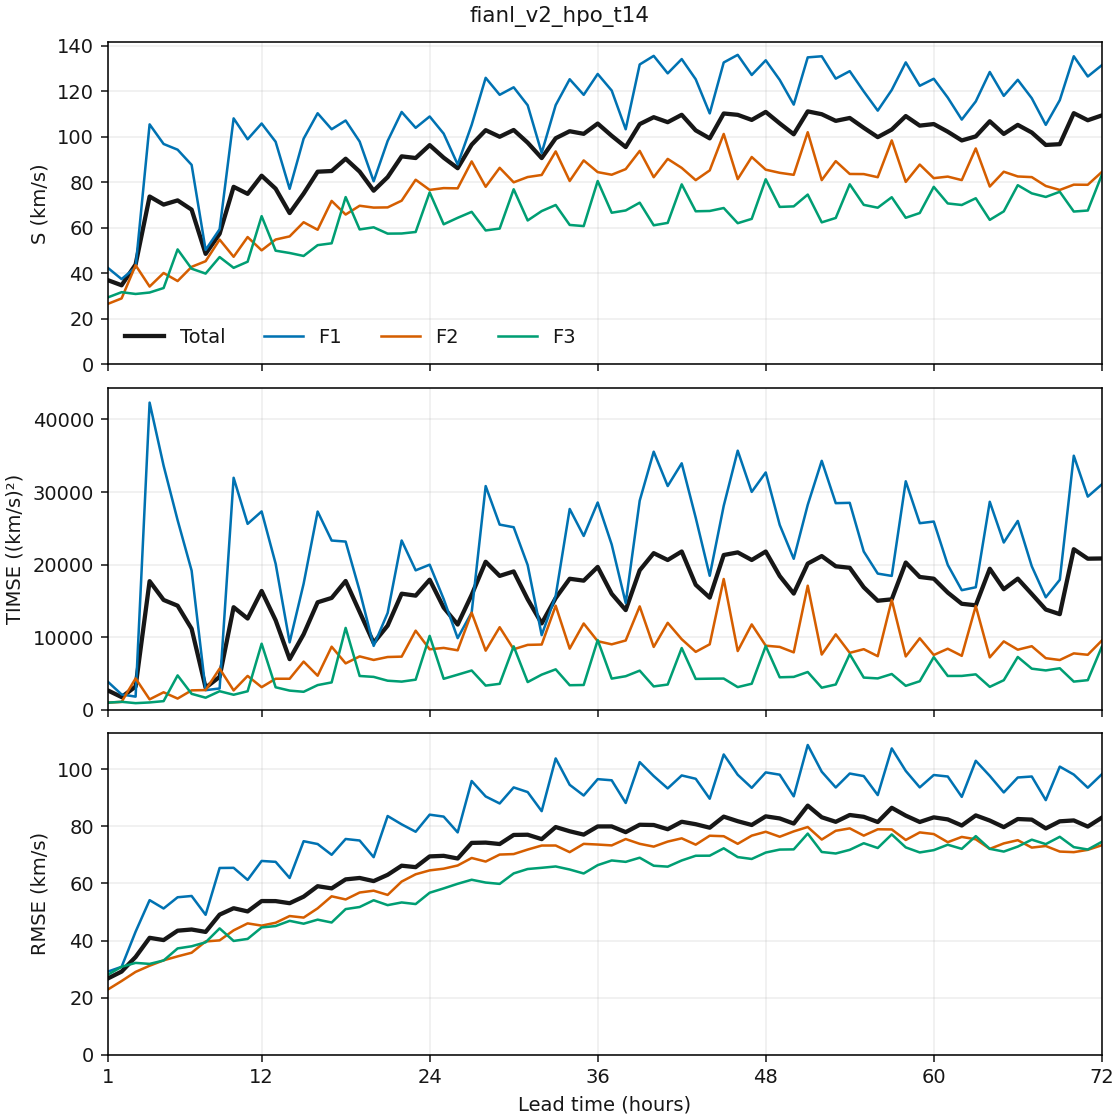 fianl_v2_hpo_t14
140
120
100
80
60
40
20
0
S (km/s)
Total F1 F2 F3
40000
30000
20000
10000
0
TIMSE ((km/s)²)
100
80
60
40
20
0
RMSE (km/s)
1 12 24 36 48 60 72
Lead time (hours)